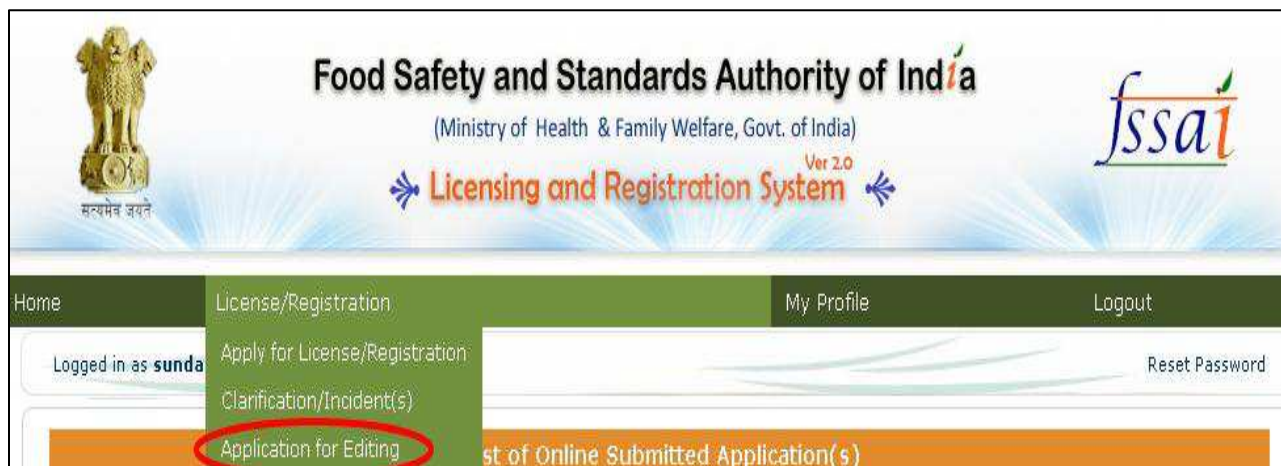 Food Safety and Standards Authority of India
(Ministry of Health & Family Welfare, Govt. of India)
Ver 2.0
Licensing and Registration System
सत्यमेव जयते
fssai
Home License/Registration My Profile Logout
Logged in as sunda Apply for License/Registration Reset Password
Clarification/Incident(s)
Application for Editing st of Online Submitted Application(s)